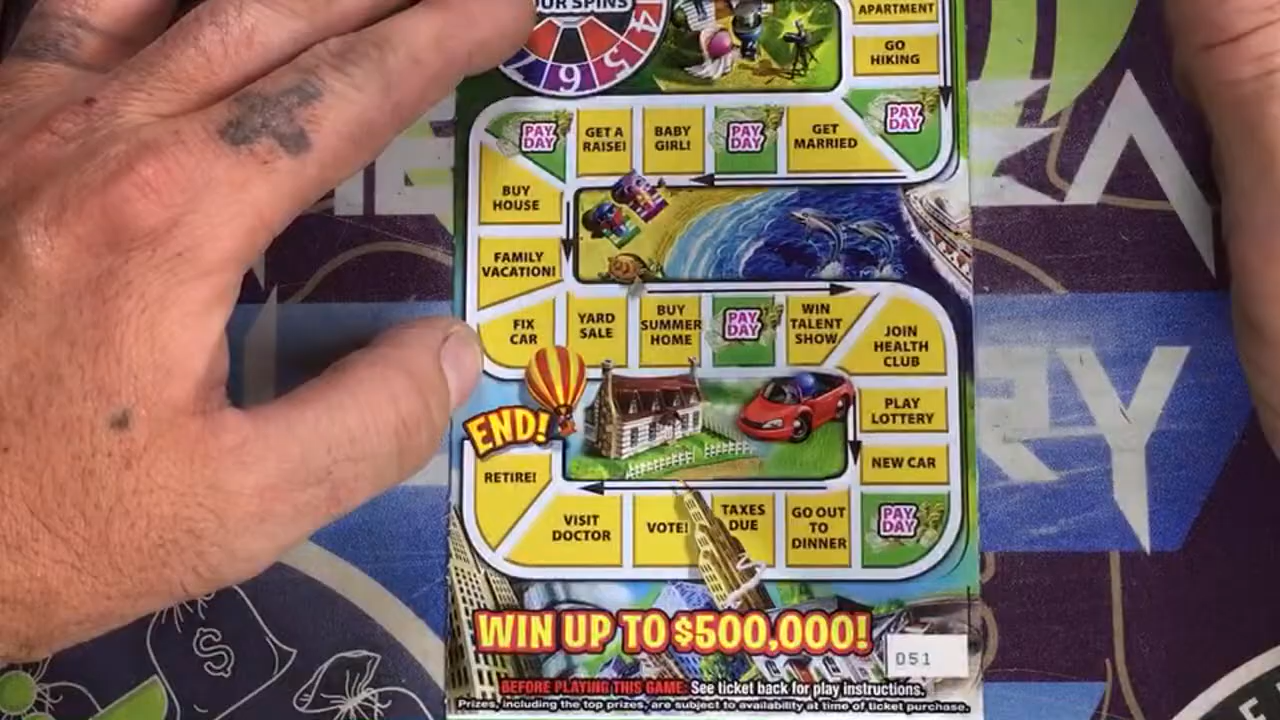 YOUR SPINS
4
5
6
APARTMENT
GO
HIKING
PAY
DAY
GET A
RAISE!
BABY
GIRL!
PAY
DAY
GET
MARRIED
PAY
DAY
BUY
HOUSE
FAMILY
VACATION!
FIX
CAR
YARD
SALE
BUY
SUMMER
HOME
PAY
DAY
WIN
TALENT
SHOW
JOIN
HEALTH
CLUB
PLAY
LOTTERY
NEW CAR
PAY
DAY
GO OUT
TO
DINNER
TAXES
DUE
VOTE!
VISIT
DOCTOR
RETIRE!
END!
$
WIN UP TO $500,000!
051
BEFORE PLAYING THIS GAME: See ticket back for play instructions.
Prizes, including the top prizes, are subject to availability at time of ticket purchase.